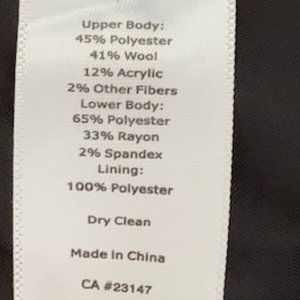 Upper Body:
45% Polyester
41% Wool
12% Acrylic
2% Other Fibers
Lower Body:
65% Polyester
33% Rayon
2% Spandex
Lining:
100% Polyester
Dry Clean
Made In China
CA #23147